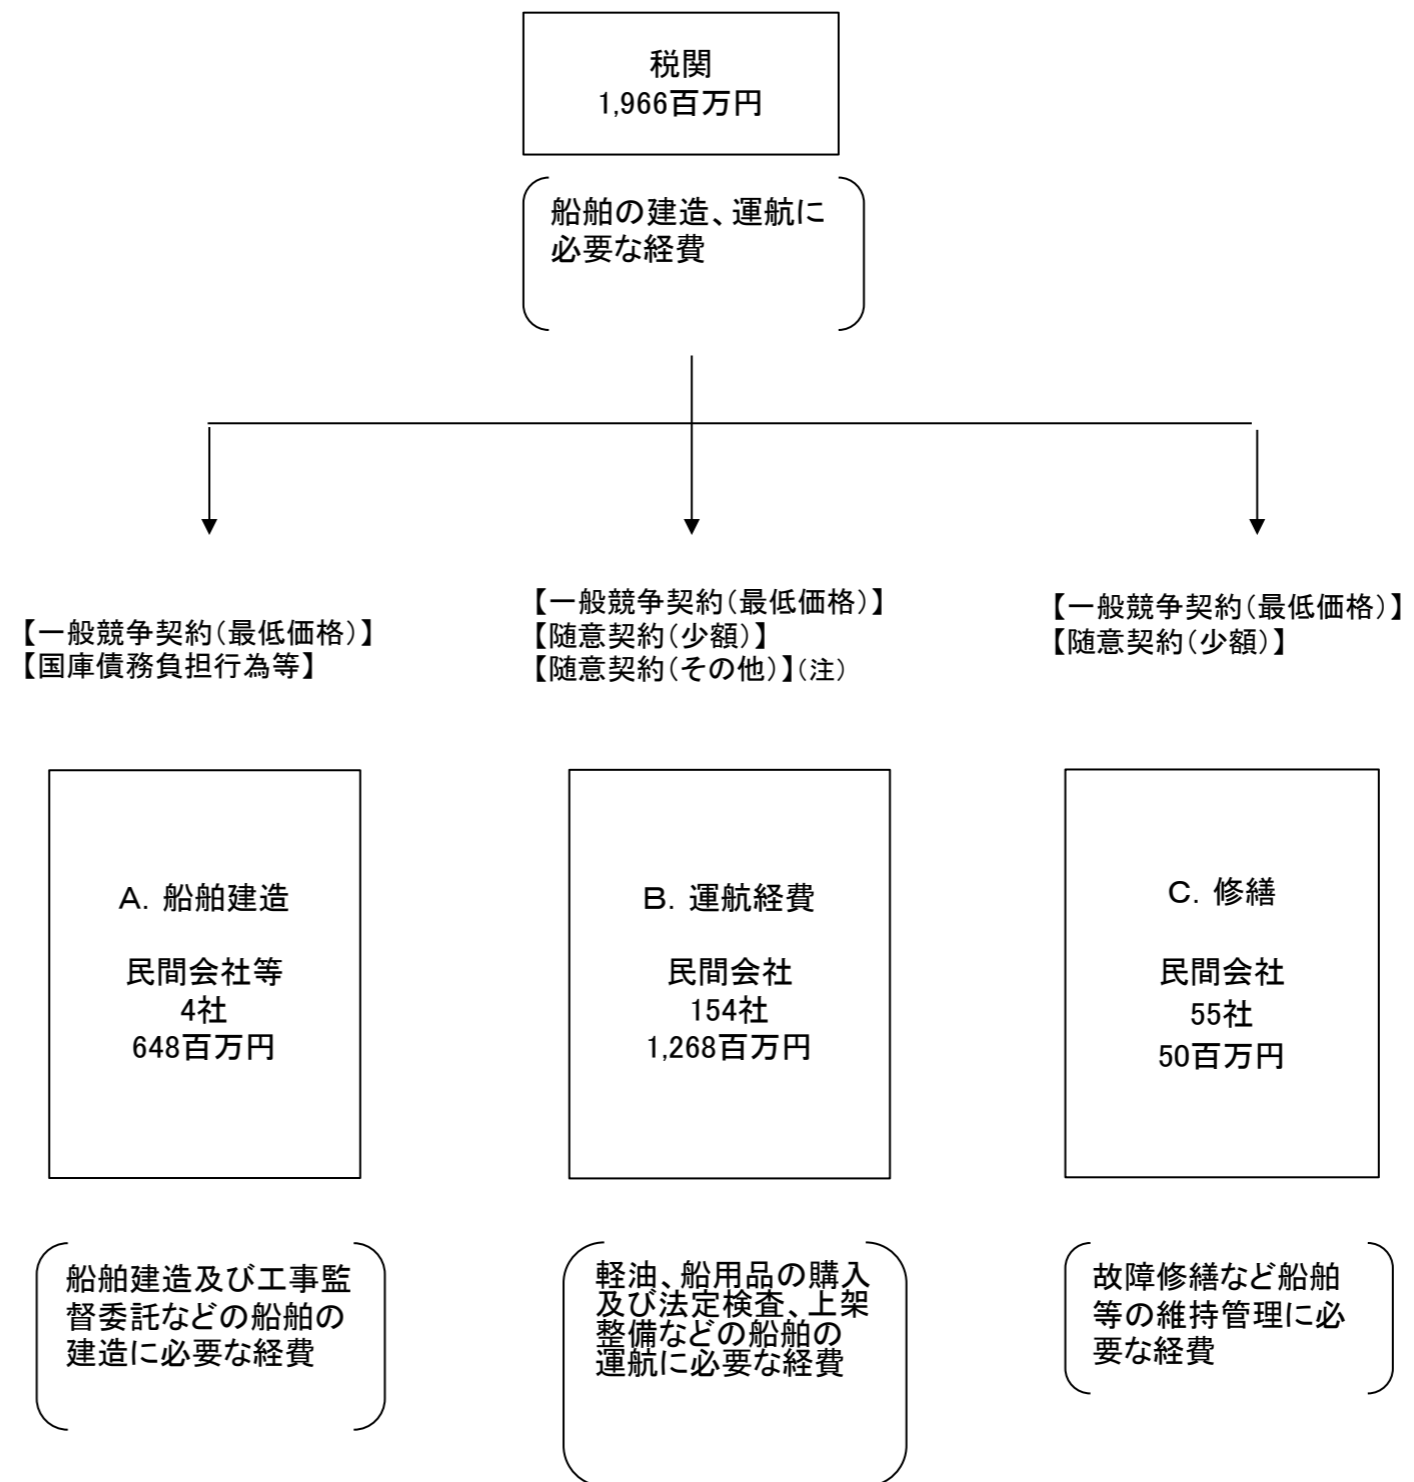 税関
1,966百万円
船舶の建造、運航に
必要な経費
【一般競争契約(最低価格)】
【国庫債務負担行為等】
【一般競争契約(最低価格)】
【随意契約(少額)】
【随意契約(その他)】(注)
【一般競争契約(最低価格)】
【随意契約(少額)】
A. 船舶建造
民間会社等
4社
648百万円
B. 運航経費
民間会社
154社
1,268百万円
C. 修繕
民間会社
55社
50百万円
船舶建造及び工事監
督委託などの船舶の
建造に必要な経費
軽油、船用品の購入
及び法定検査、上架
整備などの船舶の
運航に必要な経費
故障修繕など船舶
等の維持管理に必
要な経費